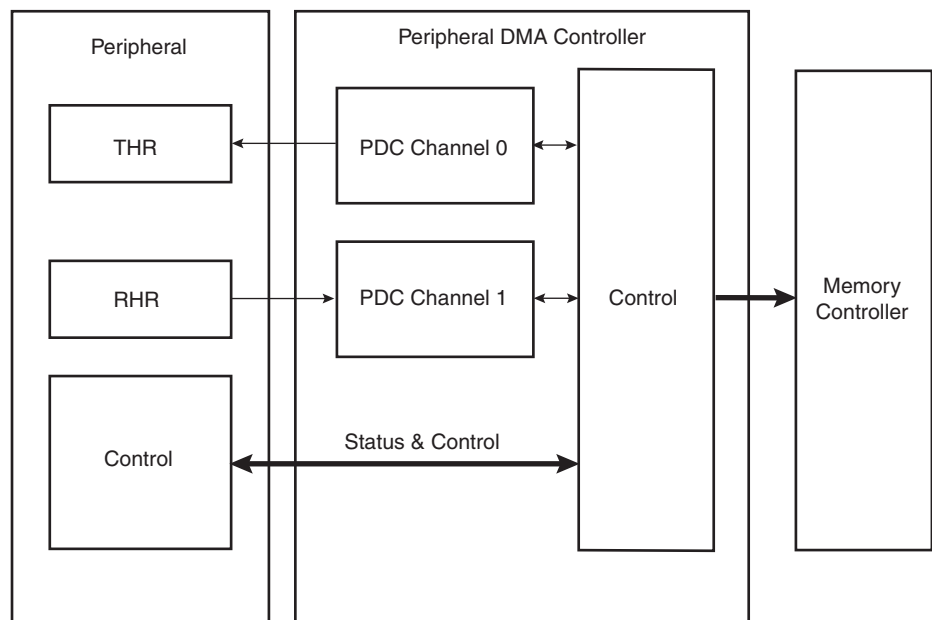 Peripheral
Peripheral DMA Controller
THR
PDC Channel 0
RHR
PDC Channel 1
Control
Memory
Controller
Control
Status & Control